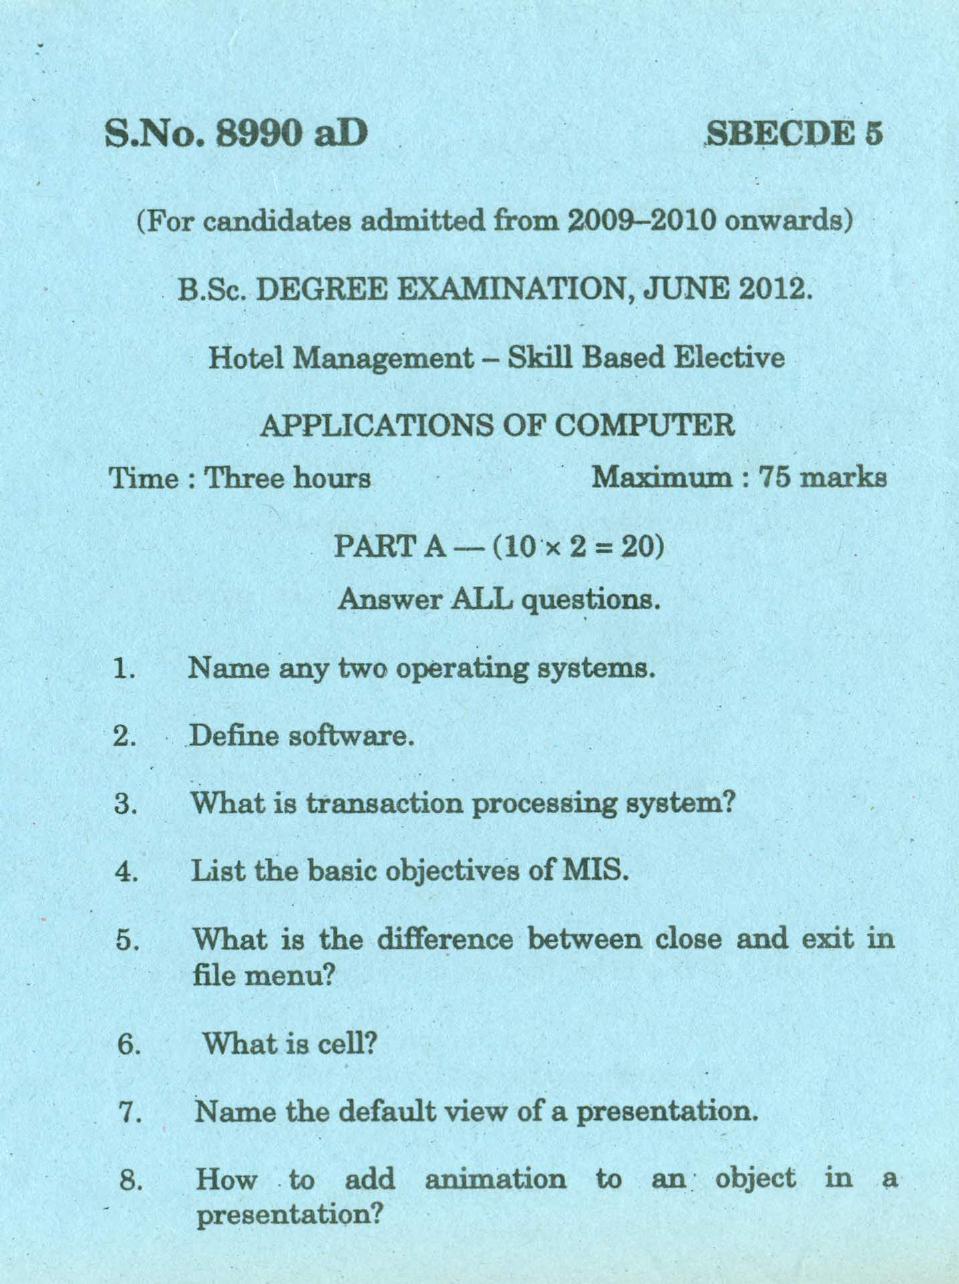 S.No. 8990 aD SBECDE 5
(For candidates admitted from 2009–2010 onwards)
B.Sc. DEGREE EXAMINATION, JUNE 2012.
Hotel Management – Skill Based Elective
APPLICATIONS OF COMPUTER
Time : Three hours Maximum : 75 marks
PART A — (10 × 2 = 20)
Answer ALL questions.
1. Name any two operating systems.
2. Define software.
3. What is transaction processing system?
4. List the basic objectives of MIS.
5. What is the difference between close and exit in
file menu?
6. What is cell?
7. Name the default view of a presentation.
8. How to add animation to an object in a
presentation?